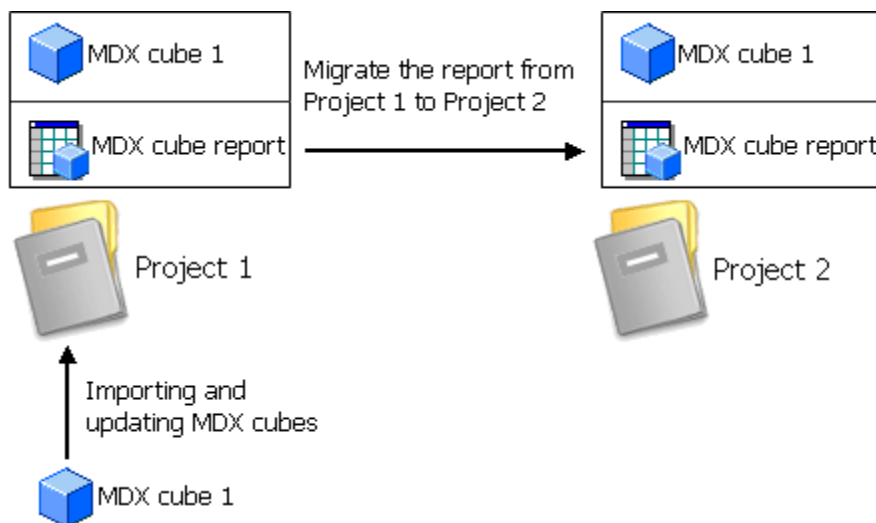 MDX cube 1
MDX cube report
Migrate the report from
Project 1 to Project 2
MDX cube 1
MDX cube report
Project 1
Project 2
Importing and
updating MDX cubes
MDX cube 1